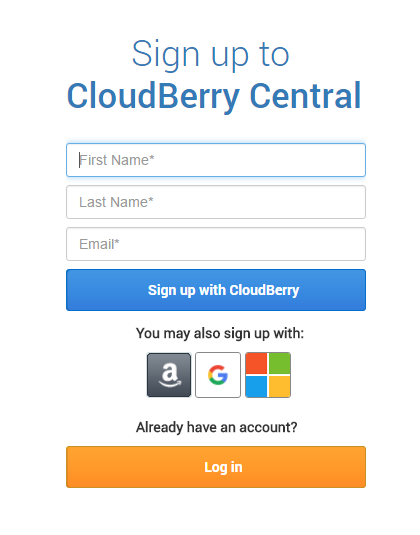 Sign up to
CloudBerry Central
First Name*
Last Name*
Email*
Sign up with CloudBerry
You may also sign up with:
a
G
Already have an account?
Log in